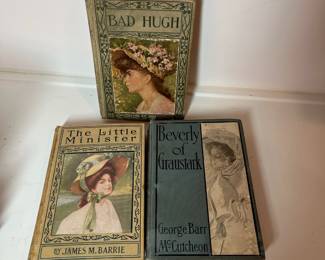 BAD HUGH
The Little
Minister
BY JAMES M. BARRIE
Beverly
of
Graustark
George Barr
McCutcheon